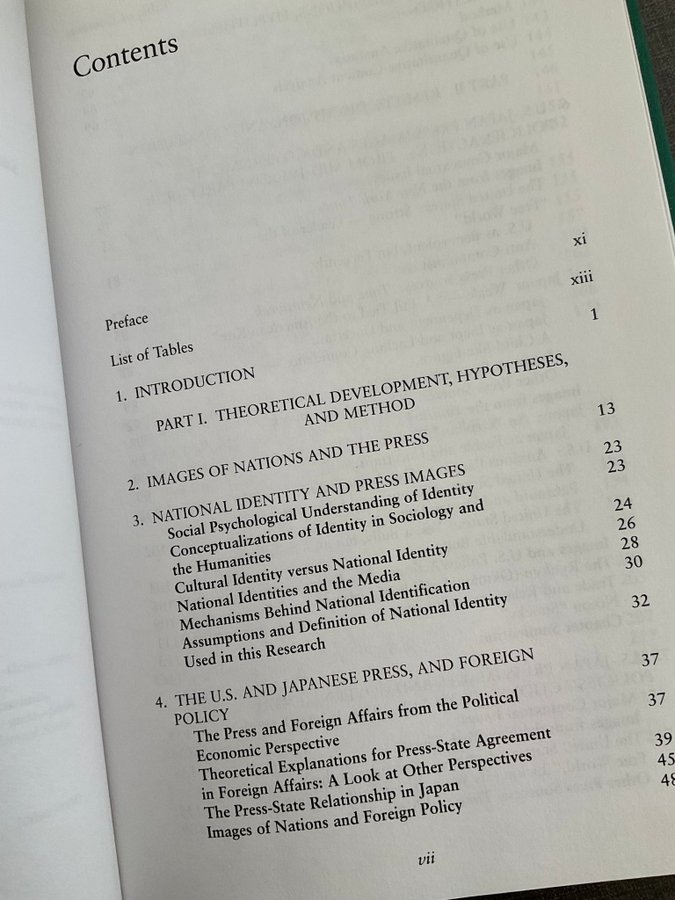 Contents
Preface xi
List of Tables xiii
1. INTRODUCTION 1
PART I. THEORETICAL DEVELOPMENT, HYPOTHESES,
AND METHOD
2. IMAGES OF NATIONS AND THE PRESS 13
3. NATIONAL IDENTITY AND PRESS IMAGES 23
Social Psychological Understanding of Identity 23
Conceptualizations of Identity in Sociology and
the Humanities 24
Cultural Identity versus National Identity 26
National Identities and the Media 28
Mechanisms Behind National Identification 30
Assumptions and Definition of National Identity
Used in this Research 32
4. THE U.S. AND JAPANESE PRESS, AND FOREIGN
POLICY 37
The Press and Foreign Affairs from the Political
Economic Perspective 37
Theoretical Explanations for Press-State Agreement
in Foreign Affairs: A Look at Other Perspectives 39
The Press-State Relationship in Japan 45
Images of Nations and Foreign Policy 48
vii